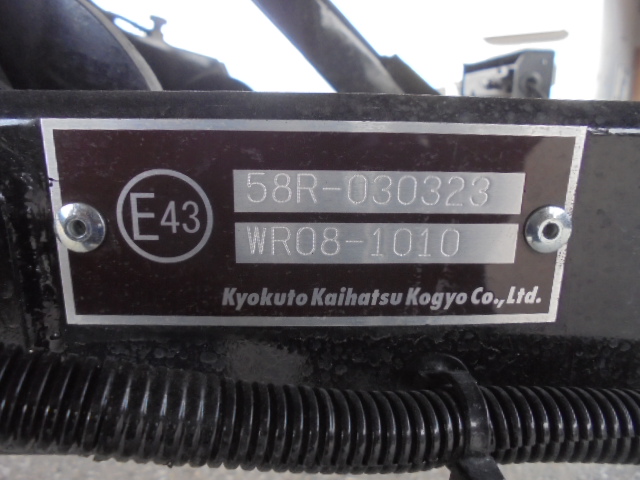 E43
58R-030323
WR08-1010
Kyokuto Kaihatsu Kogyo Co., Ltd.